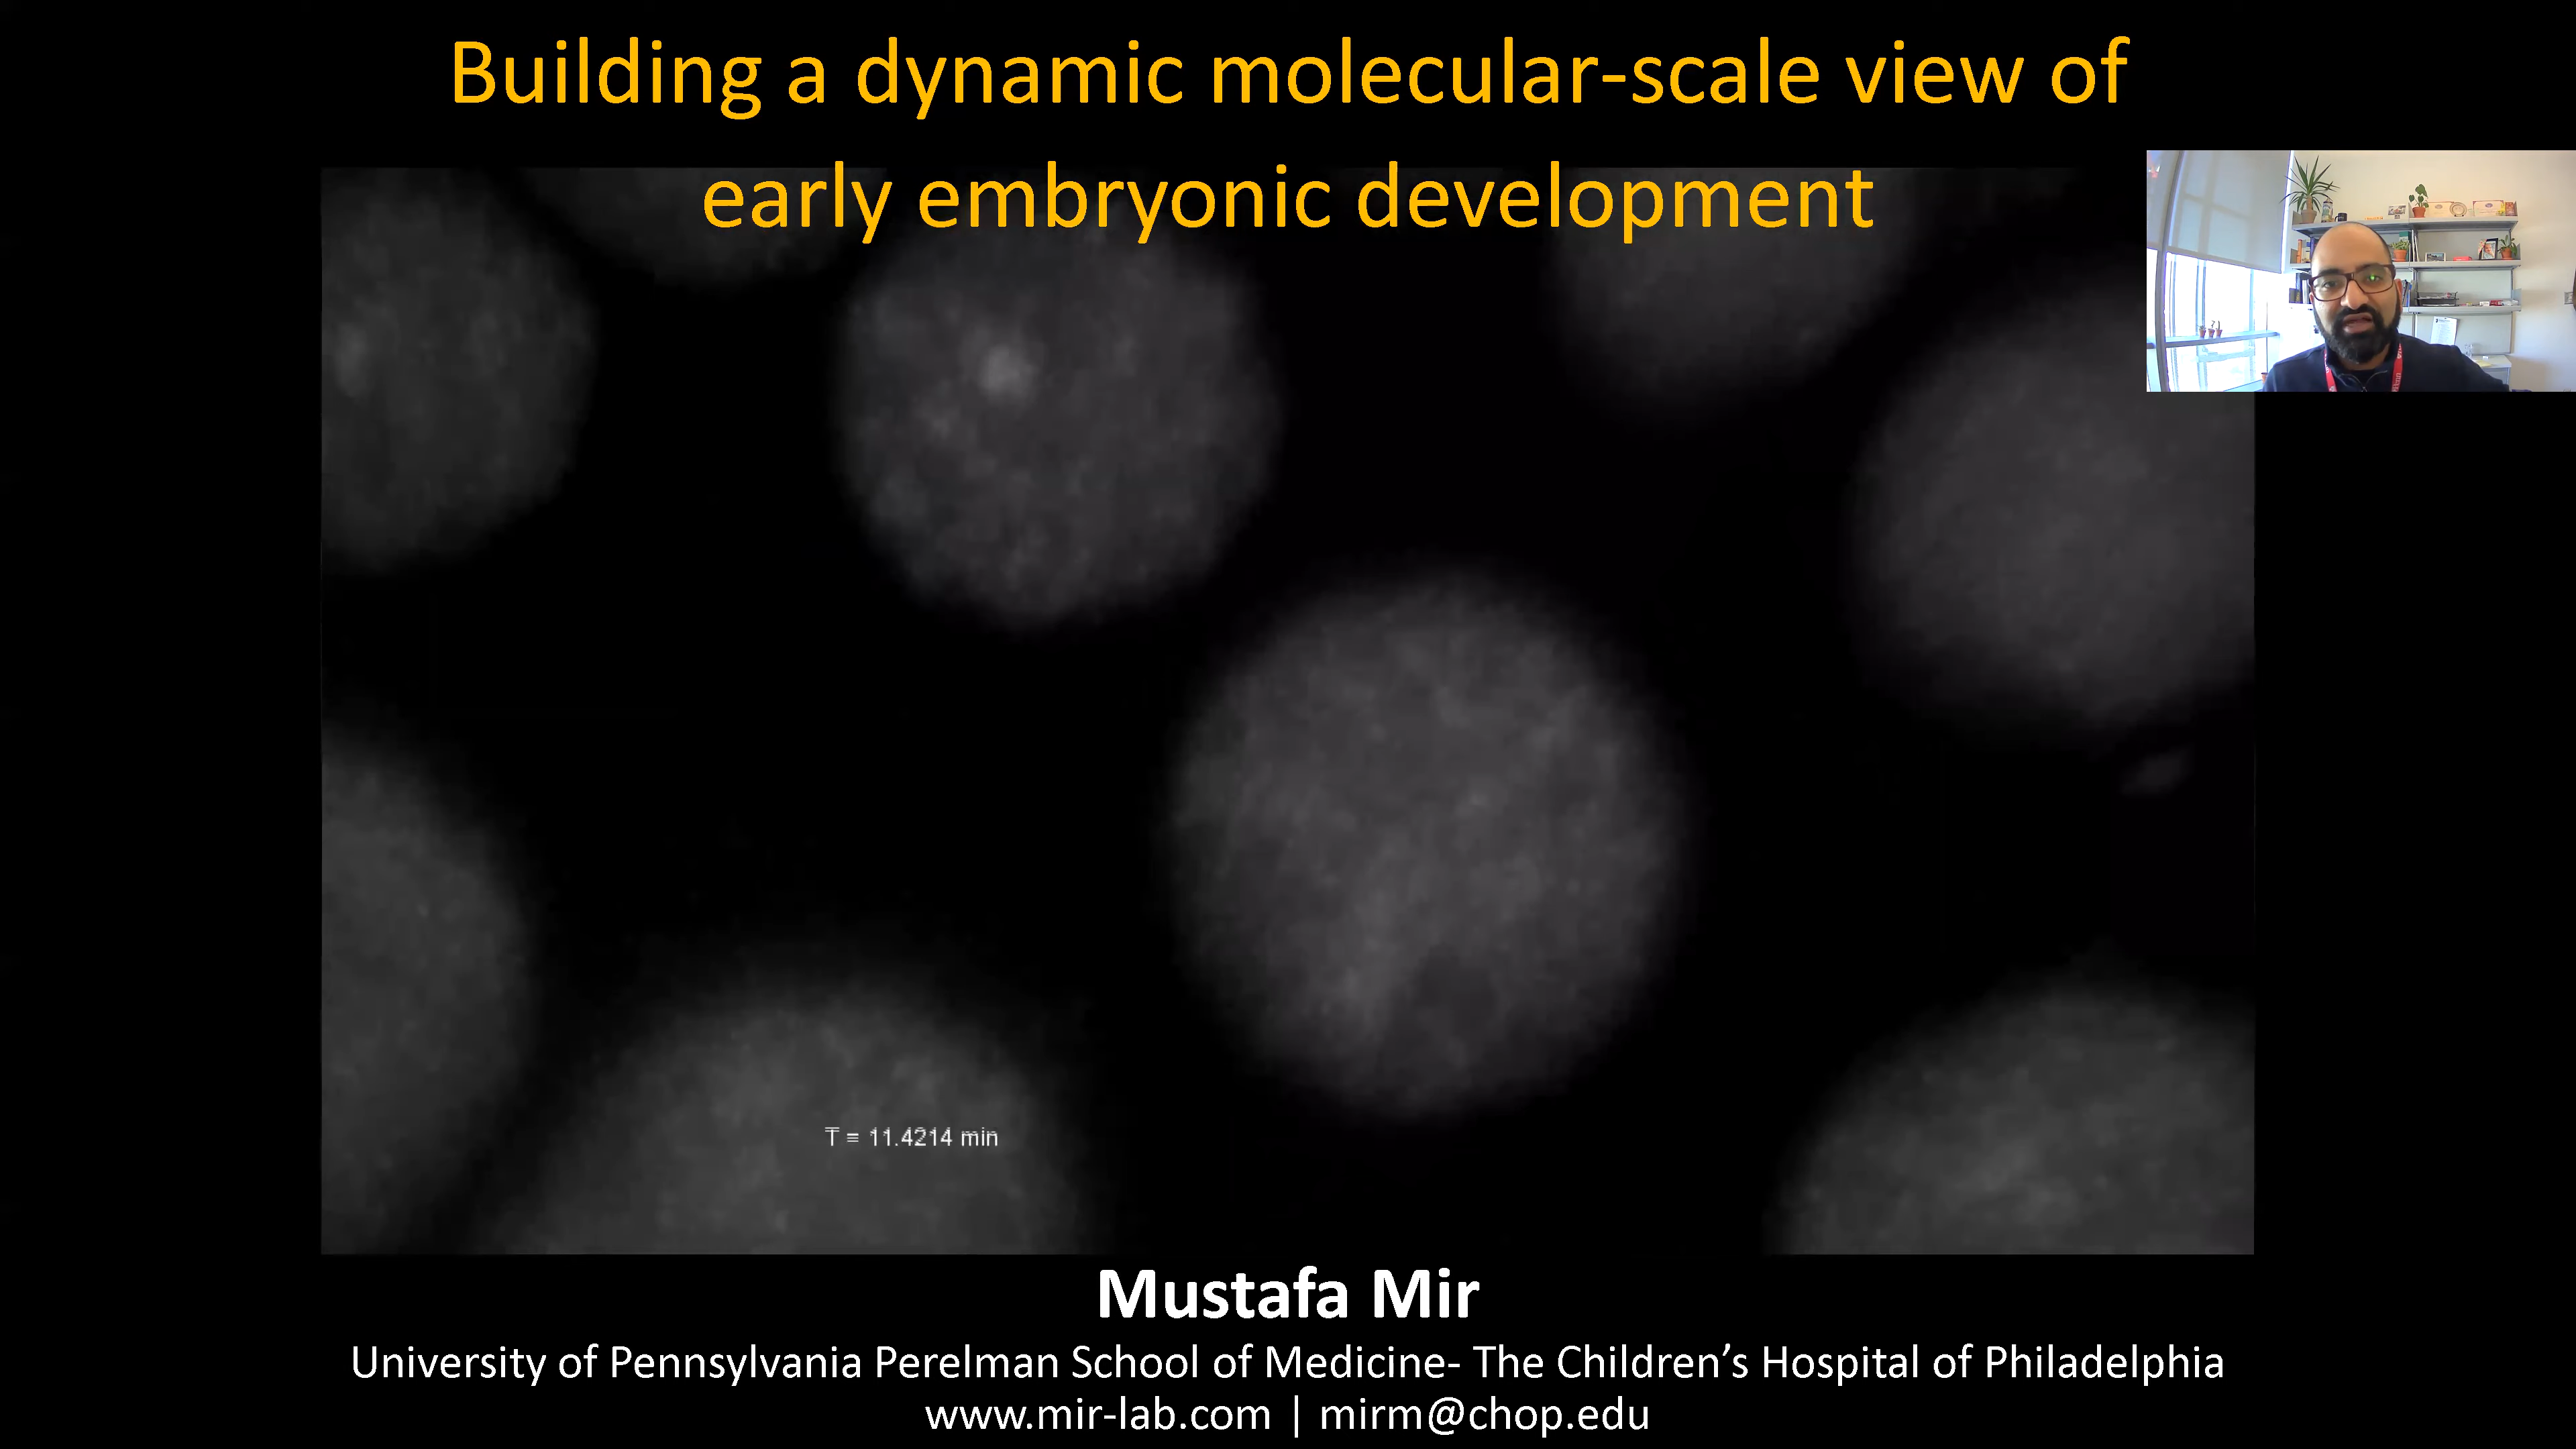 Building a dynamic molecular-scale view of
early embryonic development
T = 11.4214 min
Mustafa Mir
University of Pennsylvania Perelman School of Medicine- The Children’s Hospital of Philadelphia
www.mir-lab.com | mirm@chop.edu